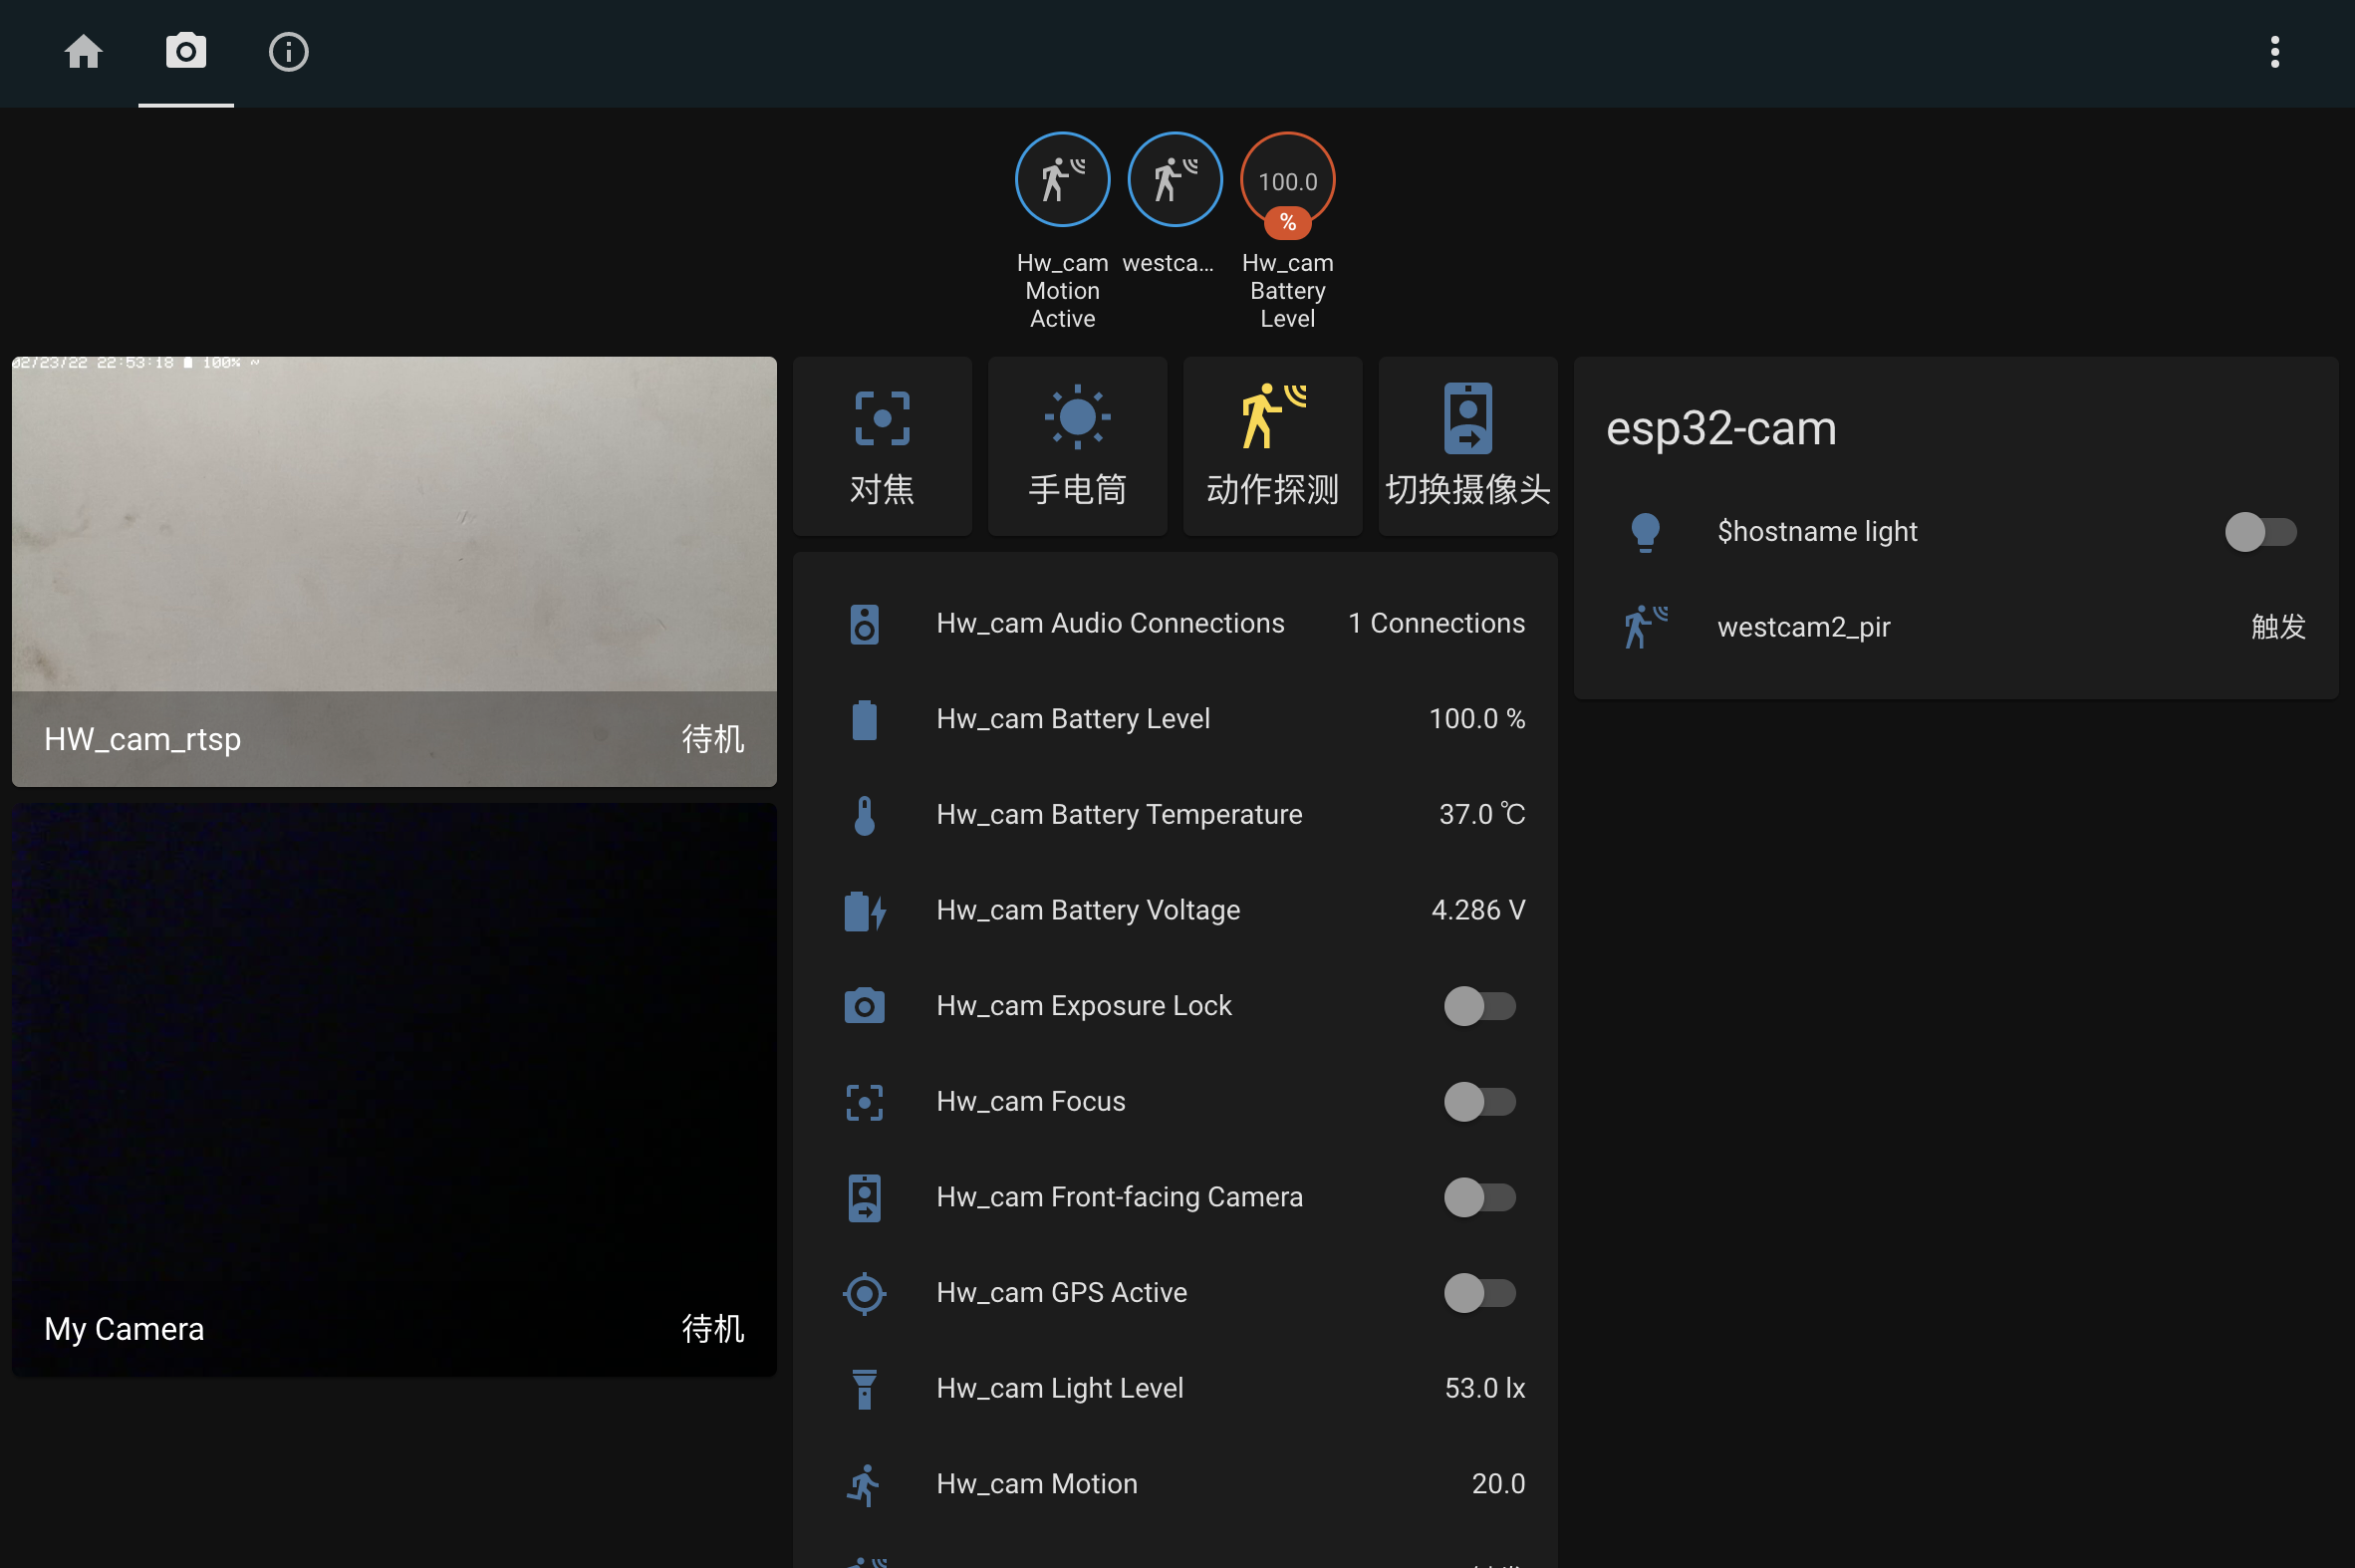 100.0
%
Hw_cam
Motion
Active
westca...
Hw_cam
Battery
Level
02/23/22 22:53:18 100% ~
HW_cam_rtsp
待机
My Camera
待机
对焦
手电筒
动作探测
切换摄像头
Hw_cam Audio Connections 1 Connections
Hw_cam Battery Level 100.0 %
Hw_cam Battery Temperature 37.0 ℃
Hw_cam Battery Voltage 4.286 V
Hw_cam Exposure Lock
Hw_cam Focus
Hw_cam Front-facing Camera
Hw_cam GPS Active
Hw_cam Light Level 53.0 lx
Hw_cam Motion 20.0
esp32-cam
$hostname light
westcam2_pir 触发